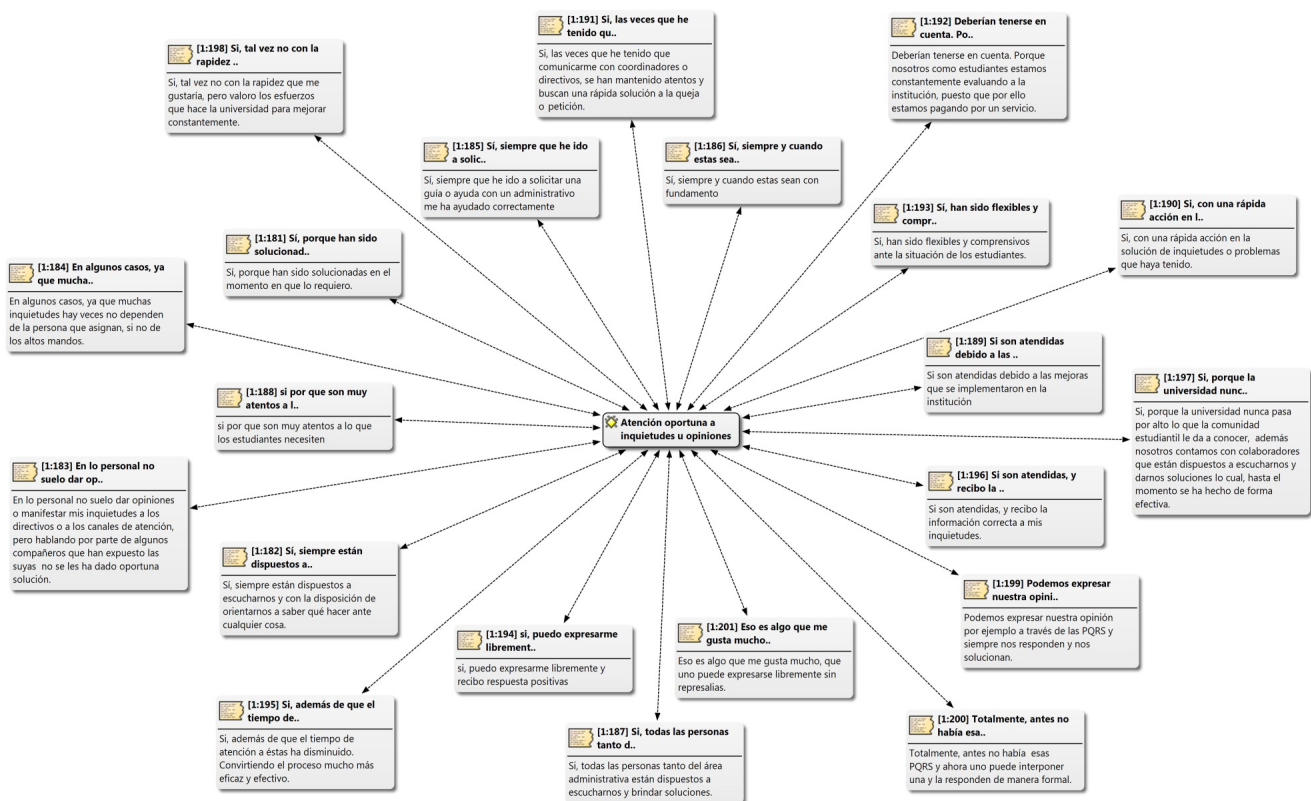 [1:191] Si, las veces que he
tenido qu..
Si, las veces que he tenido que
comunicarme con coordinadores o
directivos, se han mantenido atentos y
buscan una rápida solución a la queja
o petición.
[1:192] Deberían tenerse en
cuenta. Po..
Deberían tenerse en cuenta. Porque
nosotros como estudiantes estamos
constantemente evaluando a la
institución, puesto que por ello
estamos pagando por un servicio.
[1:198] Si, tal vez no con la
rapidez ..
Si, tal vez no con la rapidez que me
gustaría, pero valoro los esfuerzos
que hace la universidad para mejorar
constantemente.
[1:185] Sí, siempre que he ido
a solic..
Sí, siempre que he ido a solicitar una
guía o ayuda con un administrativo
me ha ayudado correctamente
[1:186] Sí, siempre y cuando
estas sea..
Sí, siempre y cuando estas sean con
fundamento
[1:193] Sí, han sido flexibles y
compr..
Sí, han sido flexibles y comprensivos
ante la situación de los estudiantes.
[1:190] Si, con una rápida
acción en l..
Si, con una rápida acción en la
solución de inquietudes o problemas
que haya tenido.
[1:181] Sí, porque han sido
solucionad..
Sí, porque han sido solucionadas en el
momento en que lo requiero.
[1:184] En algunos casos, ya
que mucha..
En algunos casos, ya que muchas
inquietudes hay veces no dependen
de la persona que asignan, si no de
los altos mandos.
[1:189] Si son atendidas
debido a las ..
Si son atendidas debido a las mejoras
que se implementaron en la
institución
[1:197] Si, porque la
universidad nunc..
Si, porque la universidad nunca pasa
por alto lo que la comunidad
estudiantil le da a conocer, además
nosotros contamos con colaboradores
que están dispuestos a escucharnos y
darnos soluciones lo cual, hasta el
momento se ha hecho de forma
efectiva.
[1:188] si por que son muy
atentos a l..
si por que son muy atentos a lo que
los estudiantes necesiten
Atención oportuna a
inquietudes u opiniones
[1:183] En lo personal no
suelo dar op..
En lo personal no suelo dar opiniones
o manifestar mis inquietudes a los
directivos o a los canales de atención,
pero hablando por parte de algunos
compañeros que han expuesto las
suyas no se les ha dado oportuna
solución.
[1:196] Si son atendidas, y
recibo la ..
Si son atendidas, y recibo la
información correcta a mis
inquietudes.
[1:182] Sí, siempre están
dispuestos a..
Sí, siempre están dispuestos a
escucharnos y con la disposición de
orientarnos a saber qué hacer ante
cualquier cosa.
[1:199] Podemos expresar
nuestra opini..
Podemos expresar nuestra opinión
por ejemplo a través de las PQRS y
siempre nos responden y nos
solucionan.
[1:194] si, puedo expresarme
librement..
si, puedo expresarme libremente y
recibo respuesta positivas
[1:201] Eso es algo que me
gusta mucho..
Eso es algo que me gusta mucho, que
uno puede expresarse libremente sin
represalias.
[1:195] Si, además de que el
tiempo de..
Si, además de que el tiempo de
atención a éstas ha disminuido.
Convirtiendo el proceso mucho más
eficaz y efectivo.
[1:187] Si, todas las personas
tanto d..
Si, todas las personas tanto del área
administrativa están dispuestos a
escucharnos y brindar soluciones.
[1:200] Totalmente, antes no
había esa..
Totalmente, antes no había esas
PQRS y ahora uno puede interponer
una y la responden de manera formal.